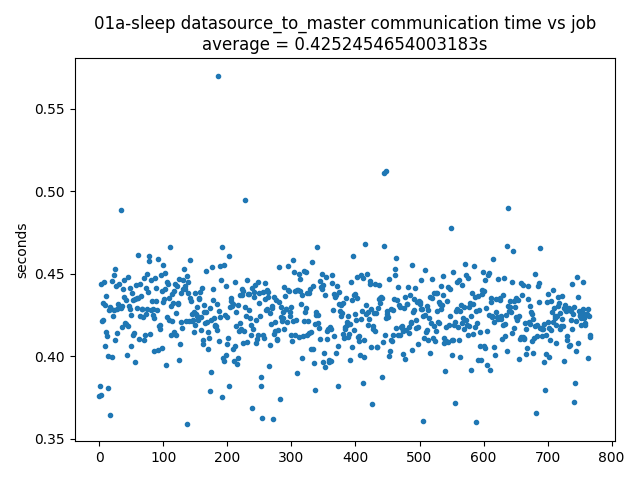 01a-sleep datasource_to_master communication time vs job
average = 0.4252454654003183s
0.55
0.50
0.45
0.40
0.35
seconds
0 100 200 300 400 500 600 700 800